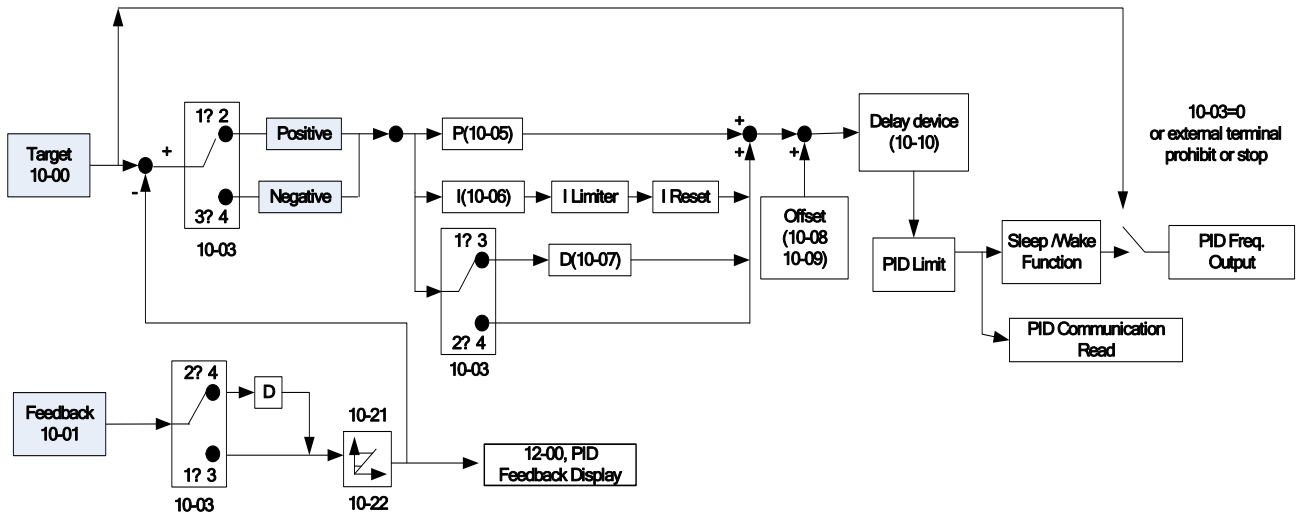 10-03=0
or external terminal
prohibit or stop
Target
10-00
+
-
1? 2
3? 4
10-03
Positive
Negative
P(10-05)
I(10-06)
I Limiter
I Reset
1? 3
2? 4
10-03
D(10-07)
+
+
+
Offset
(10-08
10-09)
Delay device
(10-10)
PID Limit
Sleep /Wake
Function
PID Freq.
Output
PID Communication
Read
Feedback
10-01
2? 4
1? 3
10-03
D
10-21
10-22
12-00, PID
Feedback Display